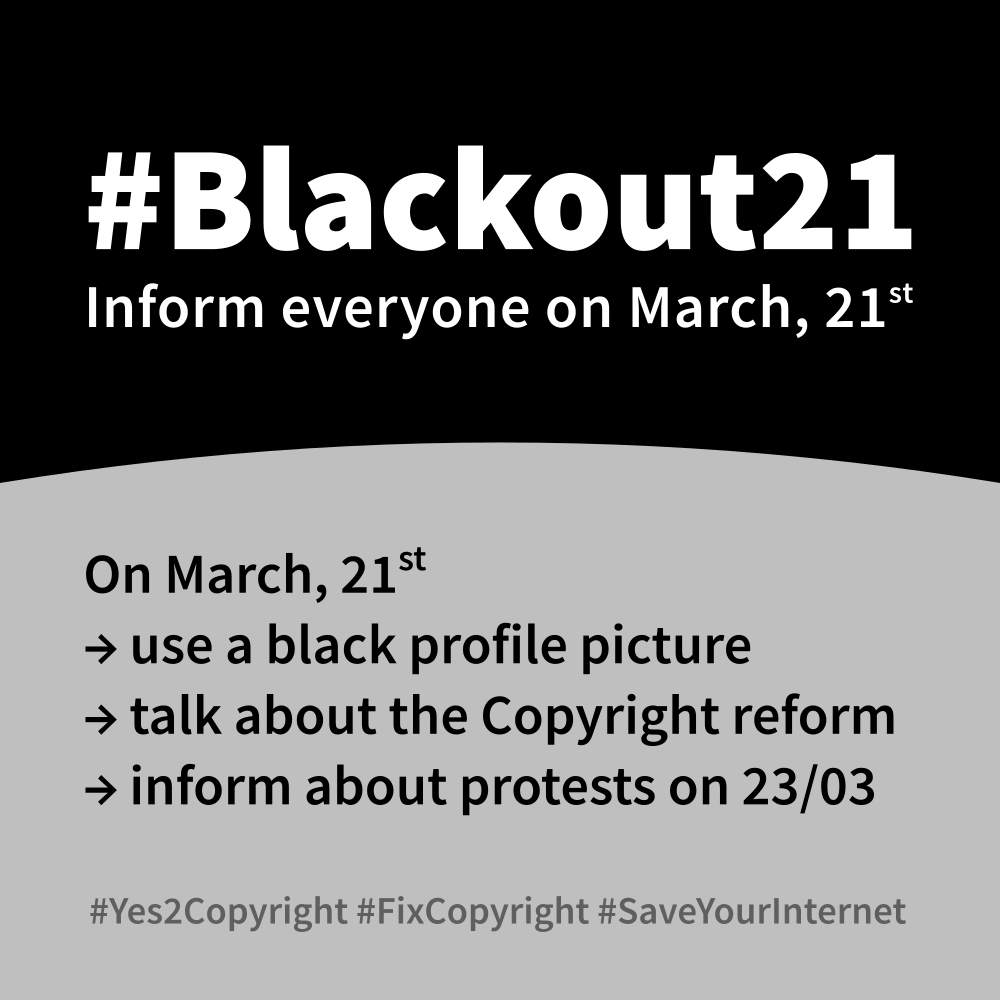 #Blackout21
Inform everyone on March, 21st
On March, 21st
→ use a black profile picture
→ talk about the Copyright reform
→ inform about protests on 23/03
#Yes2Copyright #FixCopyright #SaveYourInternet